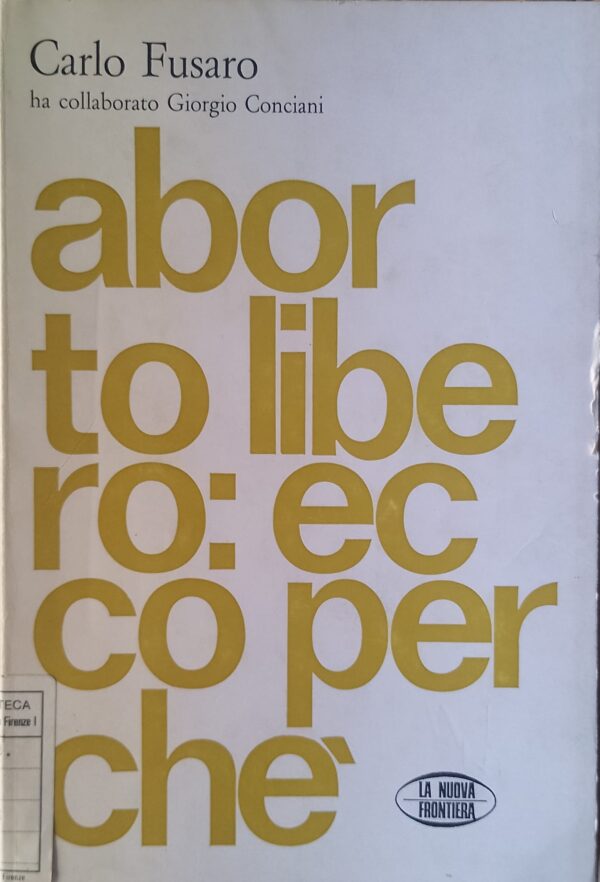 Carlo Fusaro
ha collaborato Giorgio Conciani
abor
to libe
ro: ec
co per
chè
TECA
Firenze I
Firenze
LA NUOVA
FRONTIERA